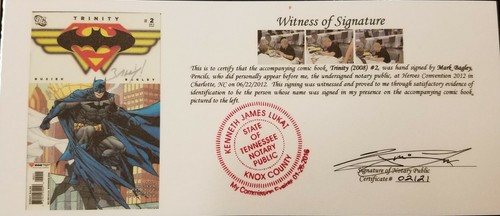 DC
TRINITY
#2
BUSIEK BAGLEY
Witness of Signature
This is to certify that the accompanying comic book, Trinity (2008) #2, was hand signed by Mark Bagley,
Pencils, who did personally appear before me, the undersigned notary public, at Heroes Convention 2012 in
Charlotte, NC on 06/22/2012. This signing was witnessed and proved to me through satisfactory evidence of
identification to be the person whose name was signed in my presence on the accompanying comic book,
pictured to the left.
KENNETH JAMES LUKAT
STATE
OF
TENNESSEE
NOTARY
PUBLIC
KNOX COUNTY
My Commission Expires 01-26-2016
Signature of Notary Public
Certificate # 02121